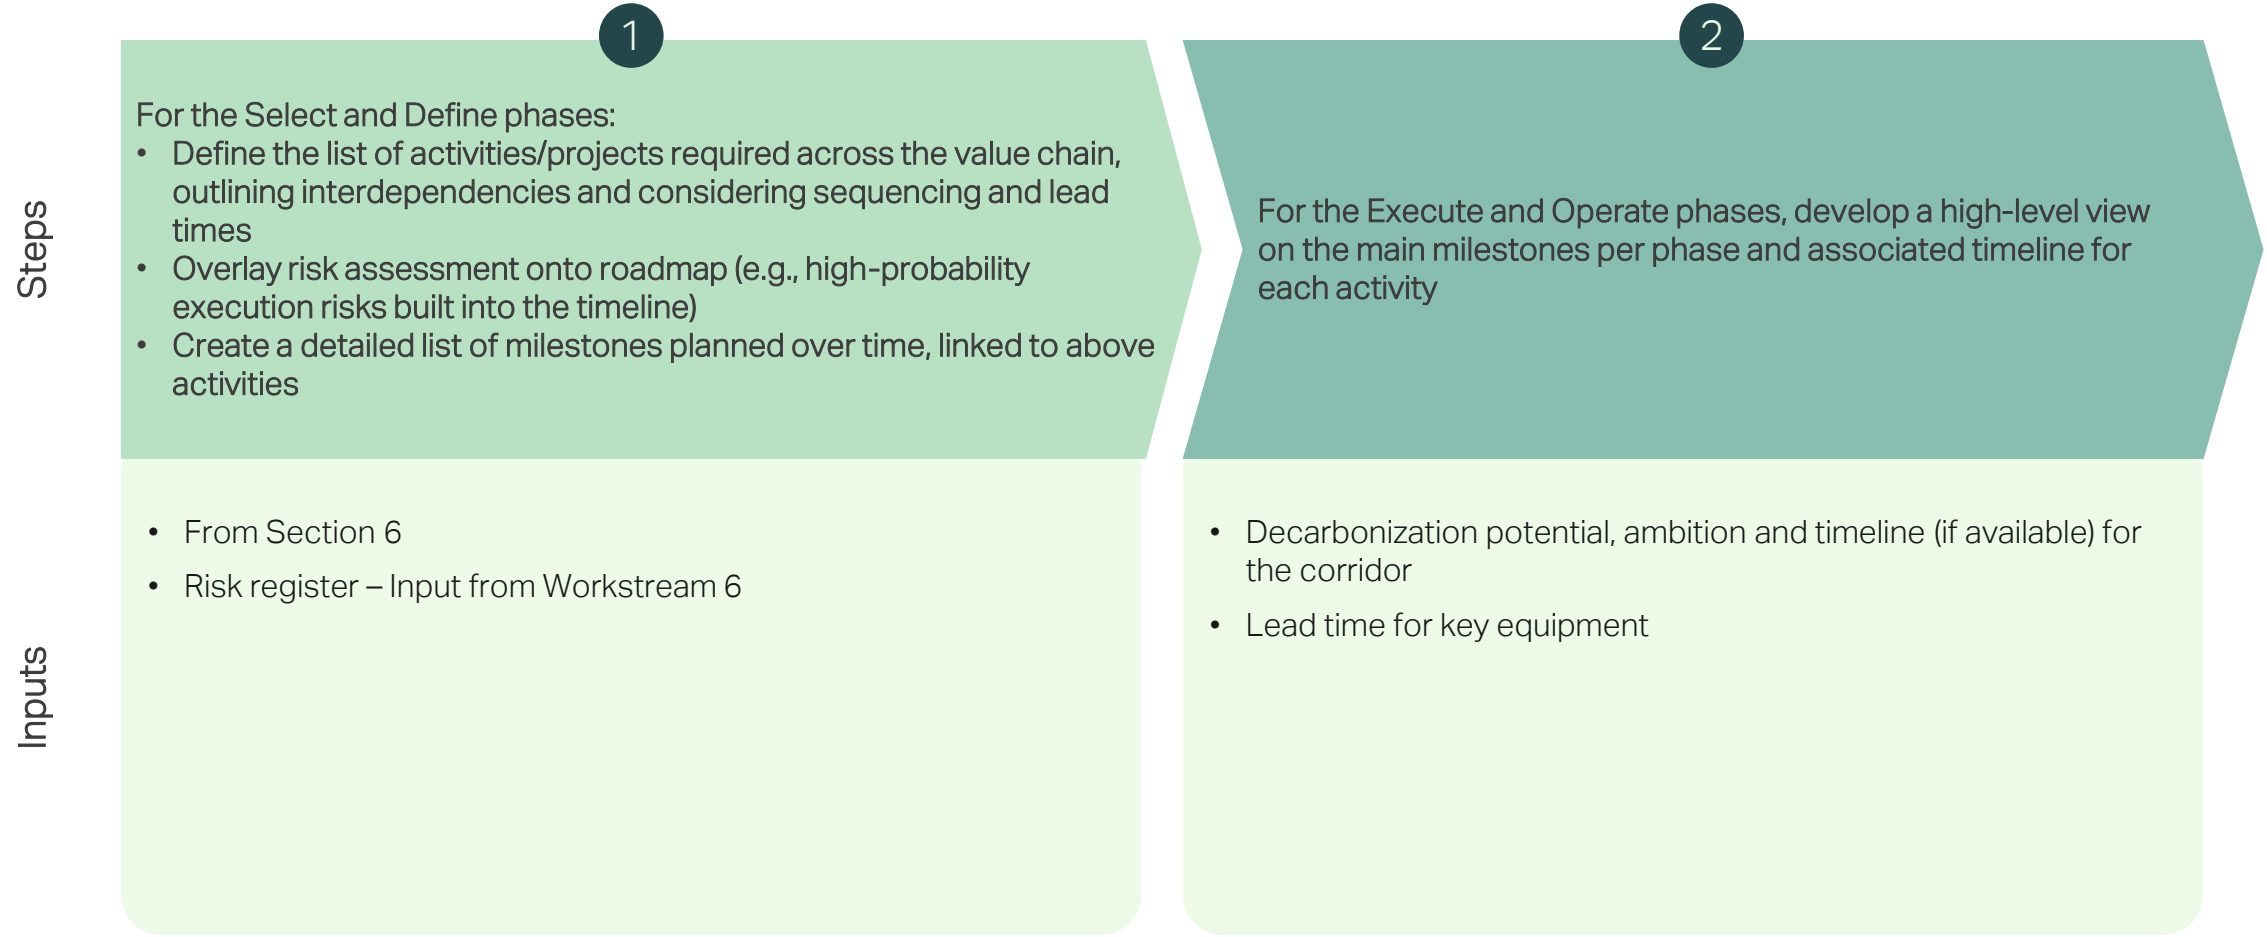 1
2
Steps
For the Select and Define phases:
• Define the list of activities/projects required across the value chain,
outlining interdependencies and considering sequencing and lead
times
• Overlay risk assessment onto roadmap (e.g., high-probability
execution risks built into the timeline)
• Create a detailed list of milestones planned over time, linked to above
activities
For the Execute and Operate phases, develop a high-level view
on the main milestones per phase and associated timeline for
each activity
Inputs
• From Section 6
• Risk register – Input from Workstream 6
• Decarbonization potential, ambition and timeline (if available) for
the corridor
• Lead time for key equipment